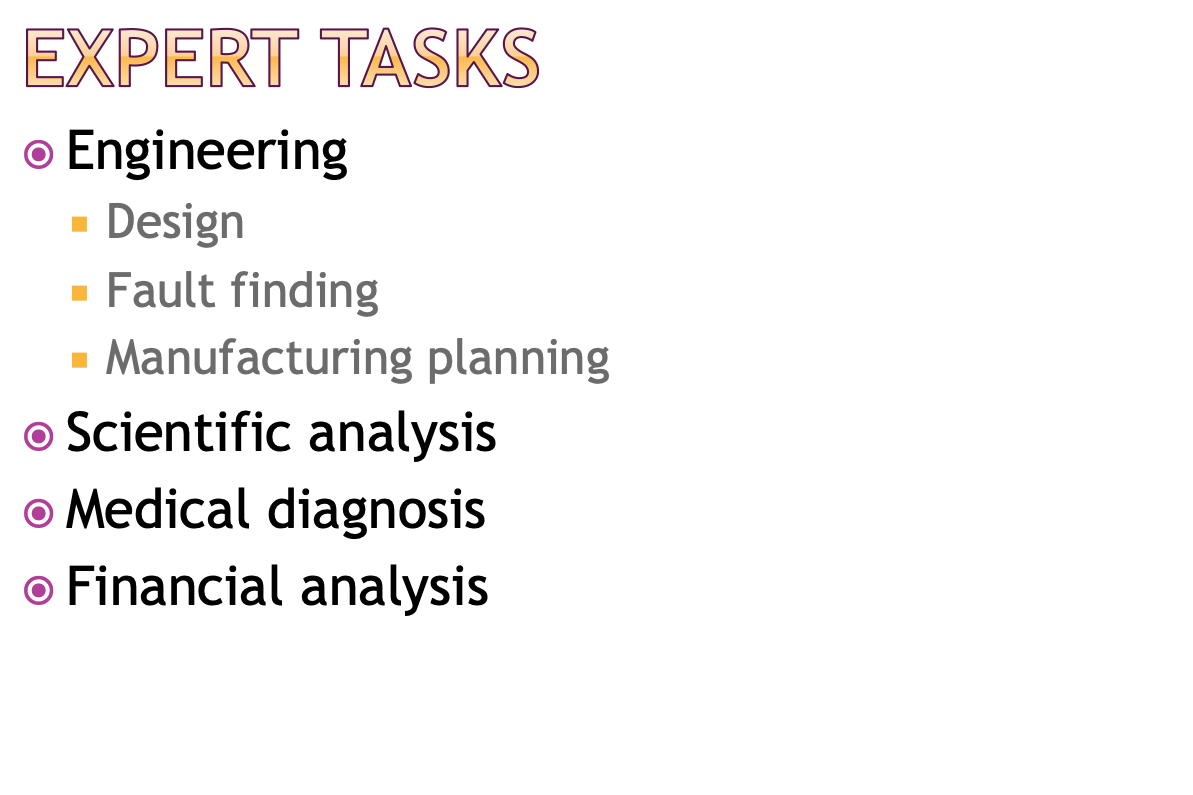 EXPERT TASKS
Engineering
Design
Fault finding
Manufacturing planning
Scientific analysis
Medical diagnosis
Financial analysis